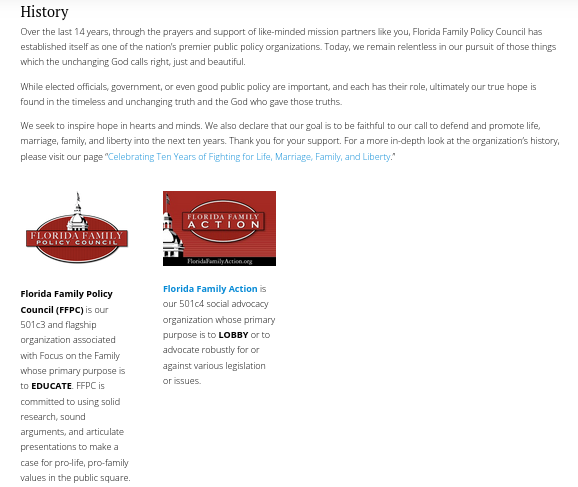 History
Over the last 14 years, through the prayers and support of like-minded mission partners like you, Florida Family Policy Council has
established itself as one of the nation's premier public policy organizations. Today, we remain relentless in our pursuit of those things
which the unchanging God calls right, just and beautiful.
While elected officials, government, or even good public policy are important, and each has their role, ultimately our true hope is
found in the timeless and unchanging truth and the God who gave those truths.
We seek to inspire hope in hearts and minds. We also declare that our goal is to be faithful to our call to defend and promote life,
marriage, family, and liberty into the next ten years. Thank you for your support. For a more in-depth look at the organization's history,
please visit our page "Celebrating Ten Years of Fighting for Life, Marriage, Family, and Liberty."
FLORIDA FAMILY
POLICY COUNCIL
Florida Family Policy
Council (FFPC) is our
501c3 and flagship
organization associated
with Focus on the Family
whose primary purpose is
to EDUCATE. FFPC is
committed to using solid
research, sound
arguments, and articulate
presentations to make a
case for pro-life, pro-family
values in the public square.
FLORIDA FAMILY
ACTION
FloridaFamilyAction.org
Florida Family Action is
our 501c4 social advocacy
organization whose primary
purpose is to LOBBY or to
advocate robustly for or
against various legislation
or issues.